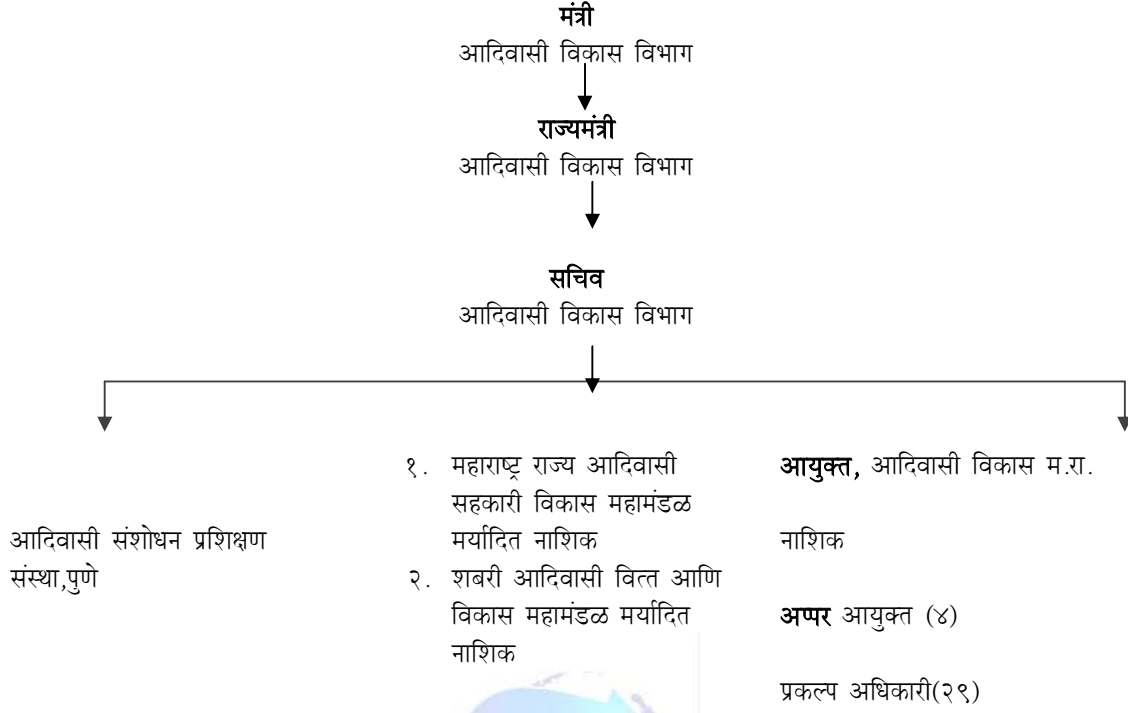 मंत्री
आदिवासी विकास विभाग
राज्यमंत्री
आदिवासी विकास विभाग
सचिव
आदिवासी विकास विभाग
आदिवासी संशोधन प्रशिक्षण
संस्था,पुणे
१. महाराष्ट्र राज्य आदिवासी
सहकारी विकास महामंडळ
मर्यादित नाशिक
२. शबरी आदिवासी वित्त आणि
विकास महामंडळ मर्यादित
नाशिक
आयुक्त, आदिवासी विकास म.रा.
नाशिक
अप्पर आयुक्त (४)
प्रकल्प अधिकारी(२९)